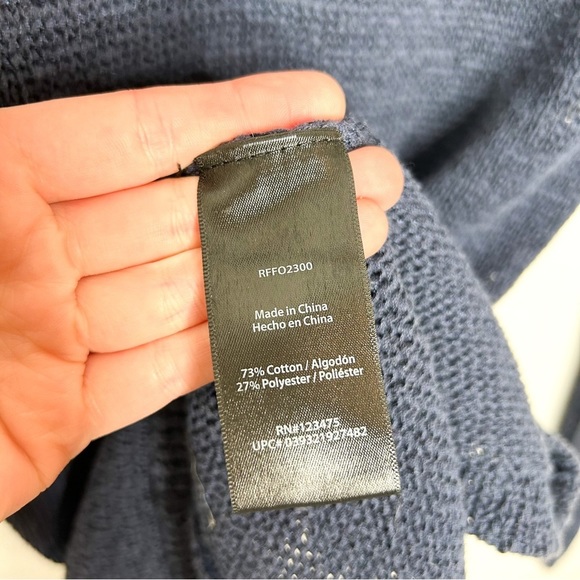 RFFO2300
Made in China
Hecho en China
73% Cotton / Algodón
27% Polyester / Poliéster
RN#123475
UPC# 039321927482